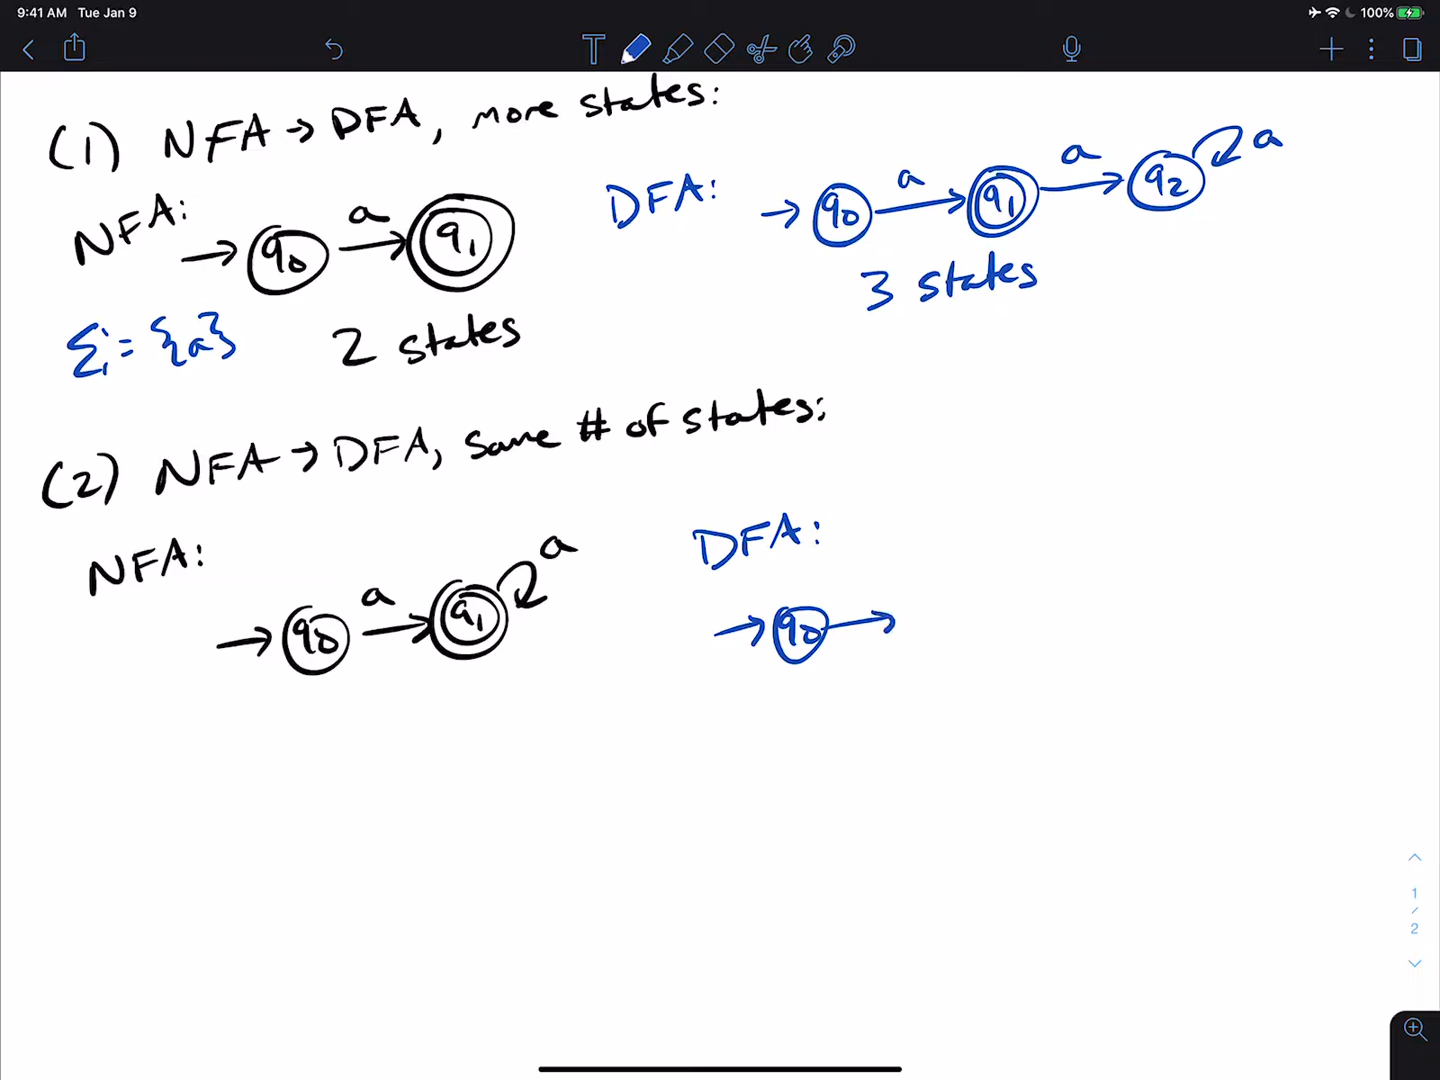 9:41 AM Tue Jan 9 100%
T
(1) NFA → DFA, more states:
NFA: → q0 a → q1
DFA: → q0 a → q1 a → q2 a
Σ = {a} 2 states
3 states
(2) NFA → DFA, same # of states:
NFA: → q0 a → q1 a
DFA: → q0 →
1
/
2